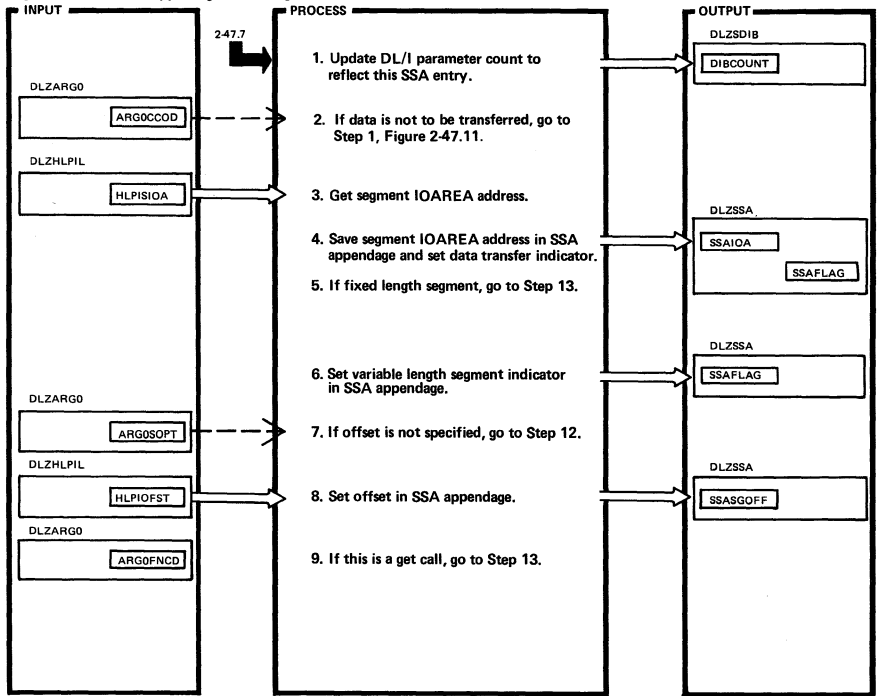 INPUT
PROCESS
OUTPUT
2-47.7
1. Update DL/I parameter count to
reflect this SSA entry.
DLZSDIB
DIBCOUNT
DLZARG0
ARG0CCOD
2. If data is not to be transferred, go to
Step 1, Figure 2-47.11.
DLZHLPIL
HLPISIOA
3. Get segment IOAREA address.
4. Save segment IOAREA address in SSA
appendage and set data transfer indicator.
DLZSSA
SSAIOA
SSAFLAG
5. If fixed length segment, go to Step 13.
6. Set variable length segment indicator
in SSA appendage.
DLZSSA
SSAFLAG
DLZARG0
ARG0SOPT
7. If offset is not specified, go to Step 12.
DLZHLPIL
HLPIOFST
8. Set offset in SSA appendage.
DLZSSA
SSASGOFF
DLZARG0
ARG0FNCD
9. If this is a get call, go to Step 13.